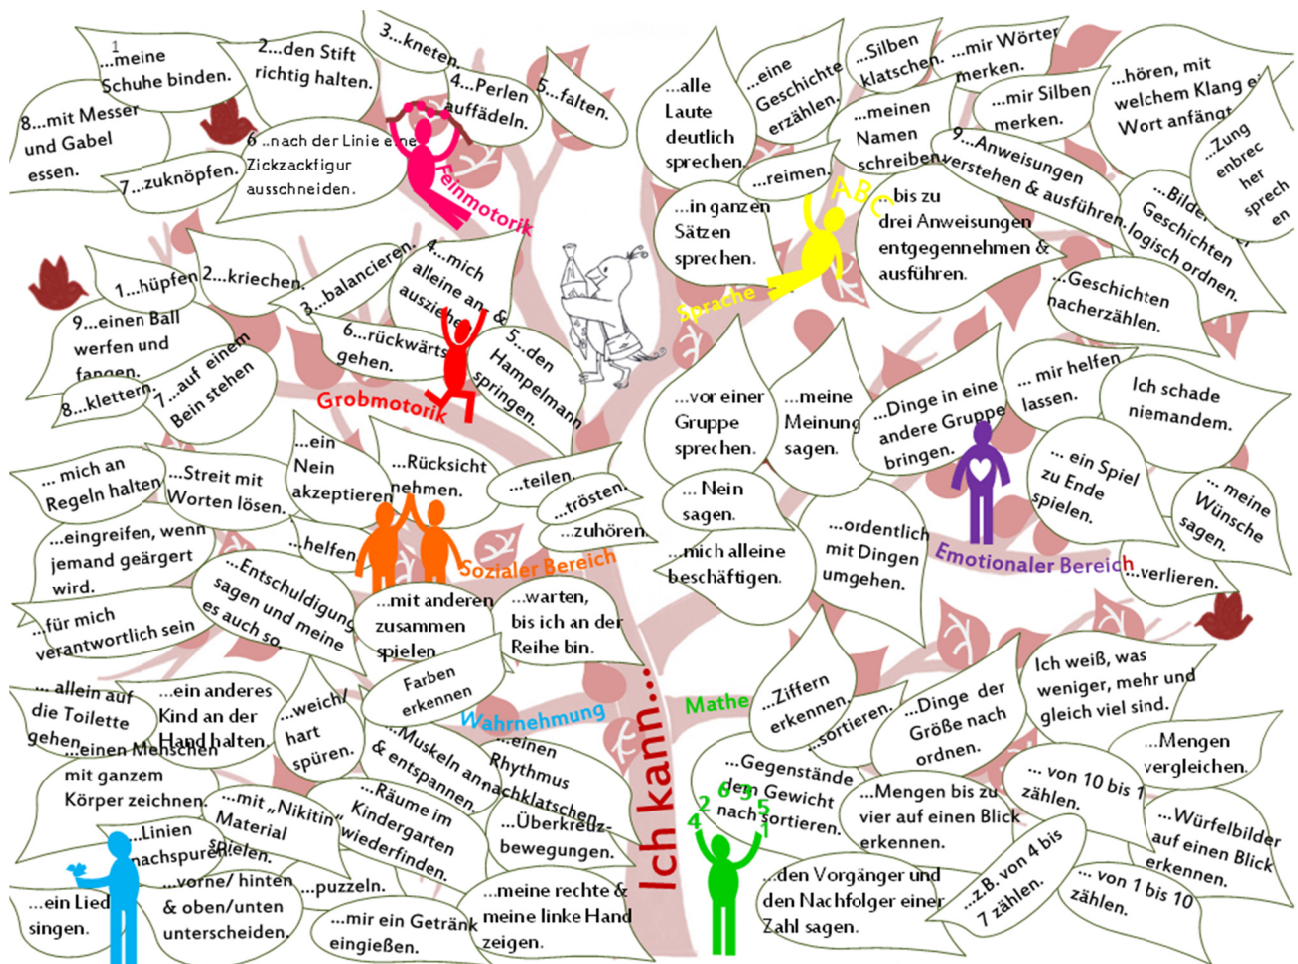 1
...meine
Schuhe binden.
2...den Stift
richtig halten.
3...kneten.
4...Perlen
auffädeln.
5...falten.
8...mit Messer
und Gabel
essen.
7...zuknöpfen.
6 ...nach der Linie eine
Zickzackfigur
ausschneiden.
Feinmotorik
1...hüpfen
2...kriechen.
3...balancieren.
4...mich
alleine an &
ausziehen
9...einen Ball
werfen und
fangen.
8...klettern.
7...auf einem
Bein stehen
6...rückwärts
gehen.
5...den
Hampelmann
springen.
Grobmotorik
...alle
Laute
deutlich
sprechen.
...eine
Geschichte
erzählen.
...Silben
klatschen.
...mir Wörter
merken.
...hören, mit
welchem Klang ei
Wort anfängt
...meinen
Namen
schreiben.
...mir Silben
merken.
...Zung
enbrec
her
sprech
en
...reimen.
ABC
9...Anweisungen
verstehen & ausführen.
...in ganzen
Sätzen
sprechen.
...bis zu
drei Anweisungen
entgegennehmen &
ausführen.
...Bilder
Geschichten
logisch ordnen.
...Geschichten
nacherzählen.
Sprache
...vor einer
Gruppe
sprechen.
...meine
Meinung
sagen.
...Dinge in eine
andere Gruppe
bringen.
... mir helfen
lassen.
Ich schade
niemandem.
... Nein
sagen.
... ein Spiel
zu Ende
spielen.
... meine
Wünsche
sagen.
...mich alleine
beschäftigen.
...ordentlich
mit Dingen
umgehen.
...verlieren.
Emotionaler Bereich
... mich an
Regeln halten
...Streit mit
Worten lösen.
...ein
Nein
akzeptieren
...Rücksicht
nehmen.
...teilen.
...trösten.
...zuhören.
...eingreifen, wenn
jemand geärgert
wird.
...helfen
...Entschuldigung
sagen und meine
es auch so.
...für mich
verantwortlich sein
...mit anderen
zusammen
spielen
...warten,
bis ich an der
Reihe bin.
Sozialer Bereich
... allein auf
die Toilette
gehen
...ein anderes
Kind an der
Hand halten.
...weich/
hart
spüren.
Farben
erkennen
Wahrnehmung
...einen Menschen
mit ganzem
Körper zeichnen.
...Muskeln an
& entspannen.
...einen
Rhythmus
nachklatschen.
...mit „Nikitin"
Material
spielen.
...Räume im
Kindergarten
wiederfinden.
...Überkreuz-
bewegungen.
...Linien
nachspuren.
...ein Lied
singen.
...vorne/ hinten
& oben/unten
unterscheiden.
...puzzeln.
...mir ein Getränk
eingießen.
...meine rechte &
meine linke Hand
zeigen.
Ich kann...
Mathe
...Ziffern
erkennen.
...sortieren.
...Dinge der
Größe nach
ordnen.
Ich weiß, was
weniger, mehr und
gleich viel sind.
...Gegenstände
dem Gewicht
nach sortieren.
...Mengen bis zu
vier auf einen Blick
erkennen.
... von 10 bis 1
zählen.
...Mengen
vergleichen.
...Würfelbilder
auf einen Blick
erkennen.
...den Vorgänger und
den Nachfolger einer
Zahl sagen.
...z.B. von 4 bis
7 zählen.
... von 1 bis 10
zählen.